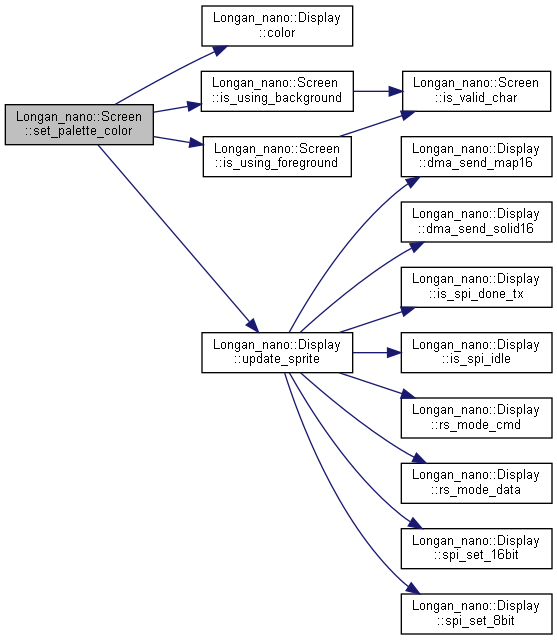 Longan_nano::Display
::color
Longan_nano::Screen
::is_using_background
Longan_nano::Screen
::is_valid_char
Longan_nano::Screen
::set_palette_color
Longan_nano::Screen
::is_using_foreground
Longan_nano::Display
::dma_send_map16
Longan_nano::Display
::dma_send_solid16
Longan_nano::Display
::is_spi_done_tx
Longan_nano::Display
::update_sprite
Longan_nano::Display
::is_spi_idle
Longan_nano::Display
::rs_mode_cmd
Longan_nano::Display
::rs_mode_data
Longan_nano::Display
::spi_set_16bit
Longan_nano::Display
::spi_set_8bit